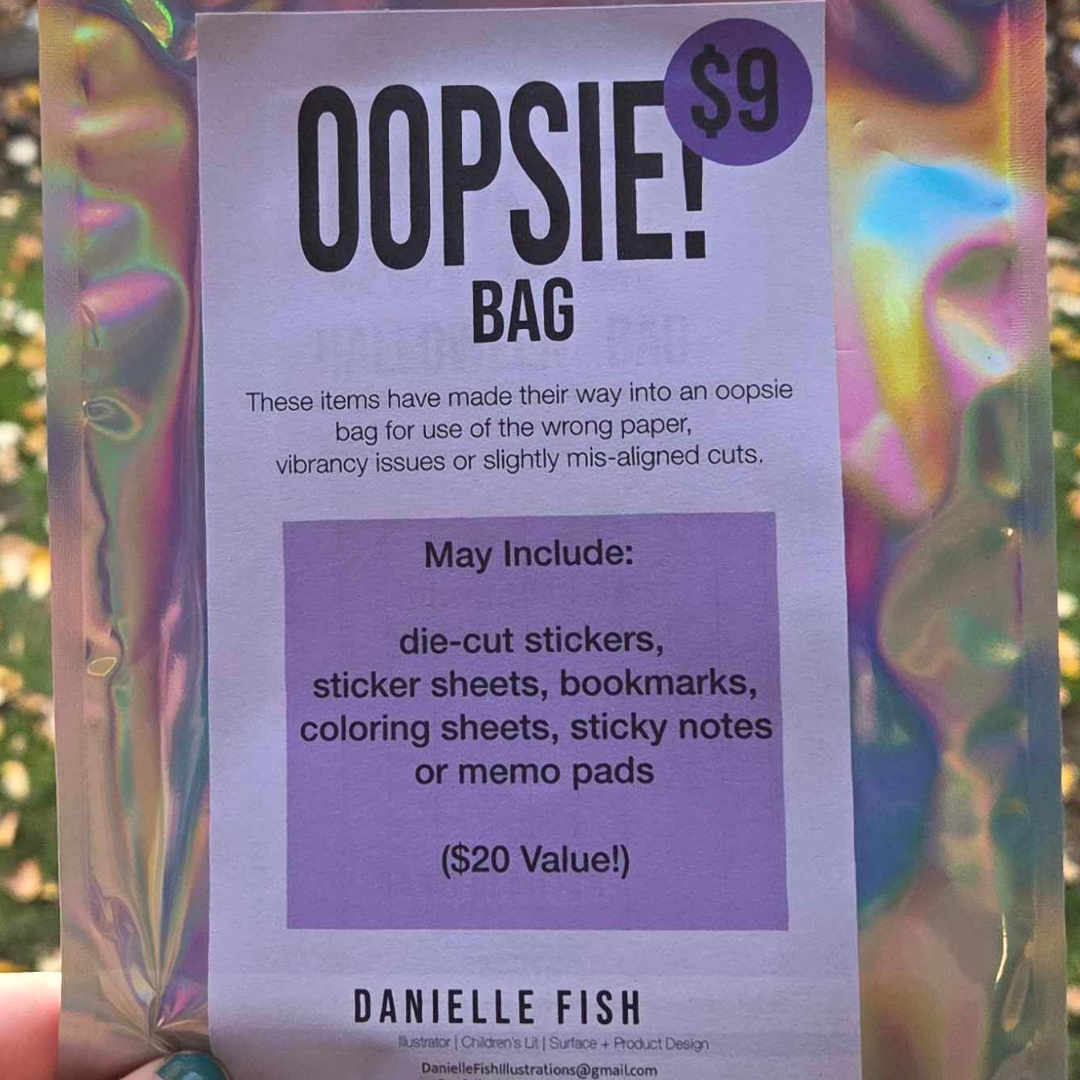 $9
OOPSIE!
BAG
These items have made their way into an oopsie
bag for use of the wrong paper,
vibrancy issues or slightly mis-aligned cuts.
May Include:
die-cut stickers,
sticker sheets, bookmarks,
coloring sheets, sticky notes
or memo pads
($20 Value!)
DANIELLE FISH
Illustrator | Children's Lit | Surface + Product Design
DanielleFishIllustrations@gmail.com